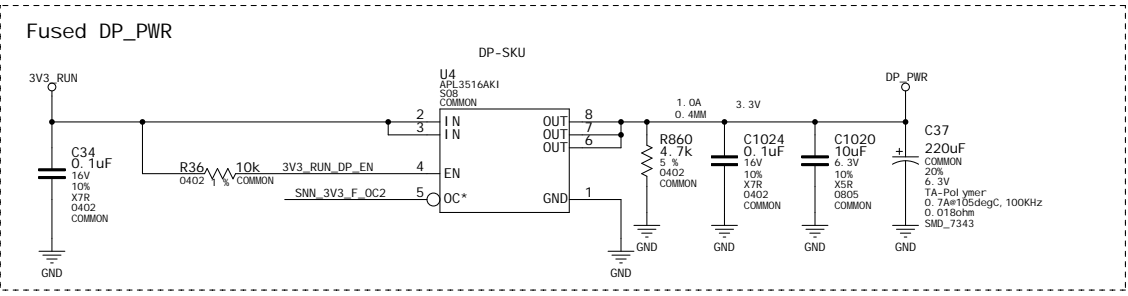 Fused DP_PWR
DP-SKU
3V3_RUN
U4
APL3516AKI
SO8
COMMON
2 IN
3 IN
4 EN
5 OC*
OUT 8
OUT 7
OUT 6
GND 1
C34
0.1uF
16V
10%
X7R
0402
COMMON
GND
R36 10k
0402 1 % COMMON
3V3_RUN_DP_EN
SNN_3V3_F_OC2
GND
1.0A 3.3V
0.4MM
R860
4.7k
5 %
0402
COMMON
GND
C1024
0.1uF
16V
10%
X7R
0402
COMMON
GND
C1020
10uF
6.3V
10%
X5R
0805
COMMON
GND
DP_PWR
+
C37
220uF
COMMON
20%
6.3V
TA-Polymer
0.7A@105degC,100KHz
0.018ohm
SMD_7343
GND